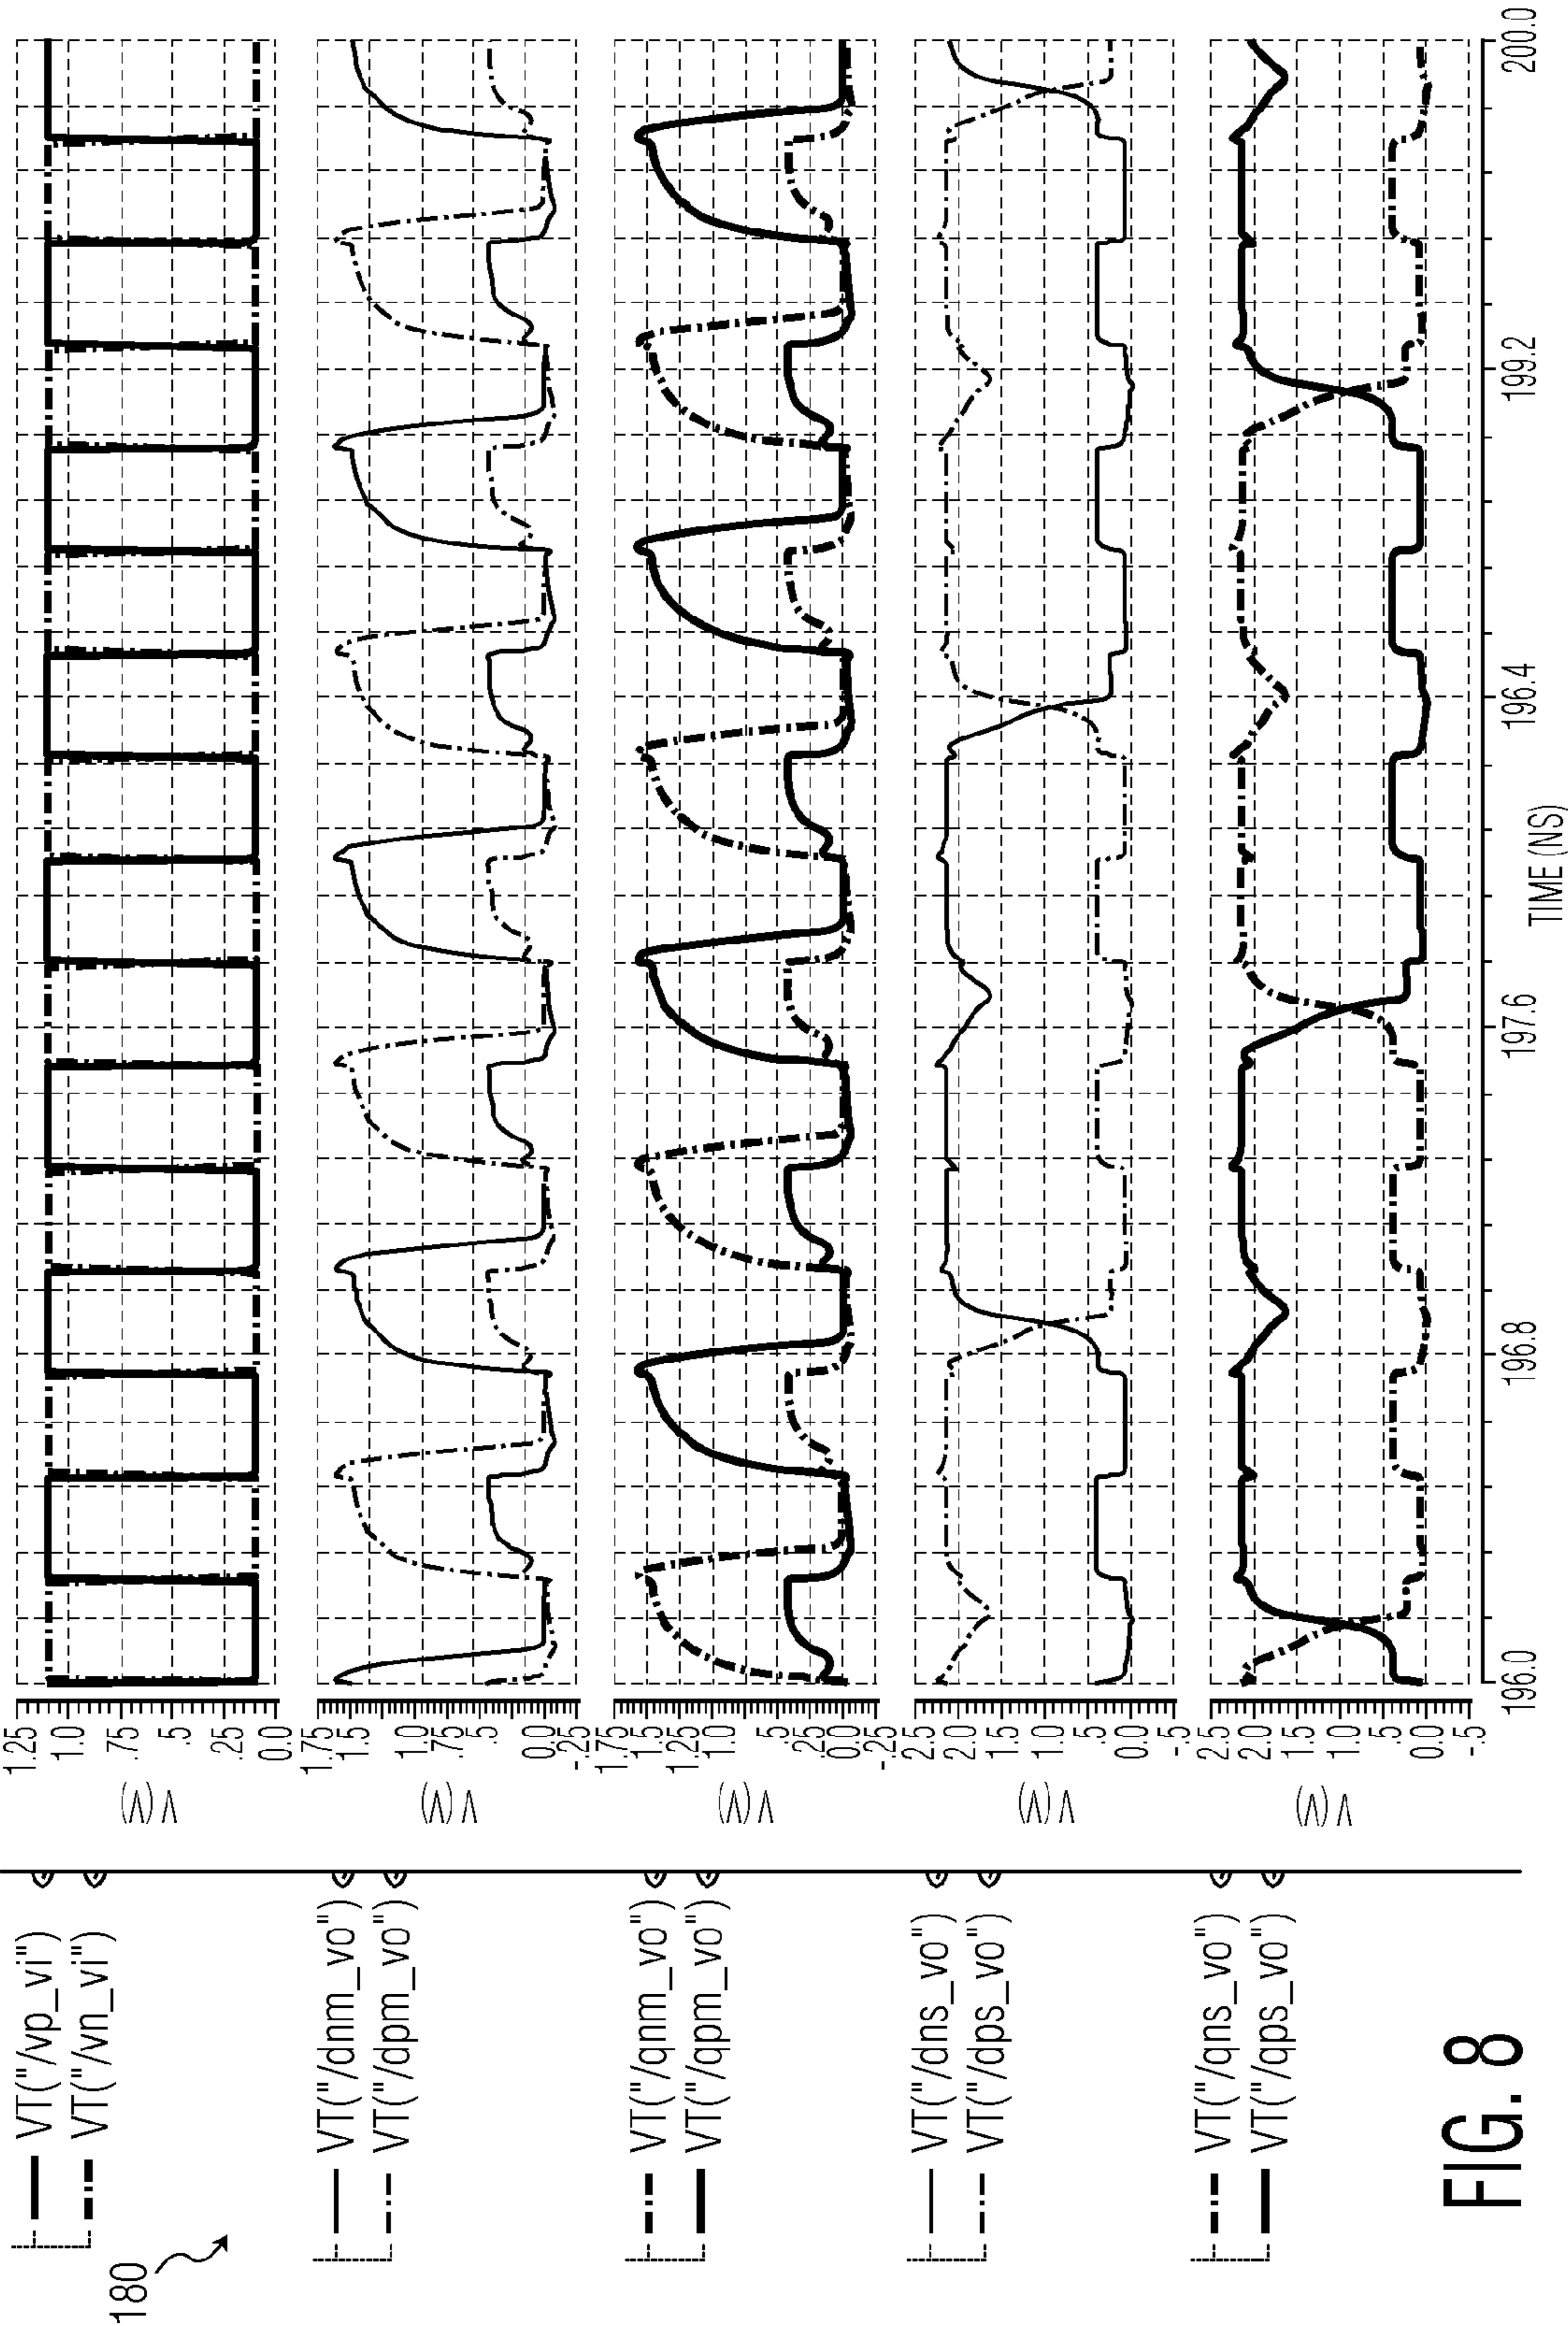 180
VT("/vp_vi")
VT("/vn_vi")
V (V)
1.25
1.0
.75
.5
.25
0.0
VT("/dnm_vo")
VT("/dpm_vo")
V (V)
1.75
1.5
1.0
.75
.5
0.0
-.25
VT("/qnm_vo")
VT("/qpm_vo")
V (V)
1.75
1.5
1.25
1.0
.5
.25
0.0
-.25
VT("/dns_vo")
VT("/dps_vo")
V (V)
2.5
2.0
1.5
1.0
.5
0.0
-.5
VT("/qns_vo")
VT("/qps_vo")
V (V)
2.5
2.0
1.5
1.0
.5
0.0
-.5
196.0
196.8
197.6
196.4
199.2
200.0
TIME (NS)
FIG. 8